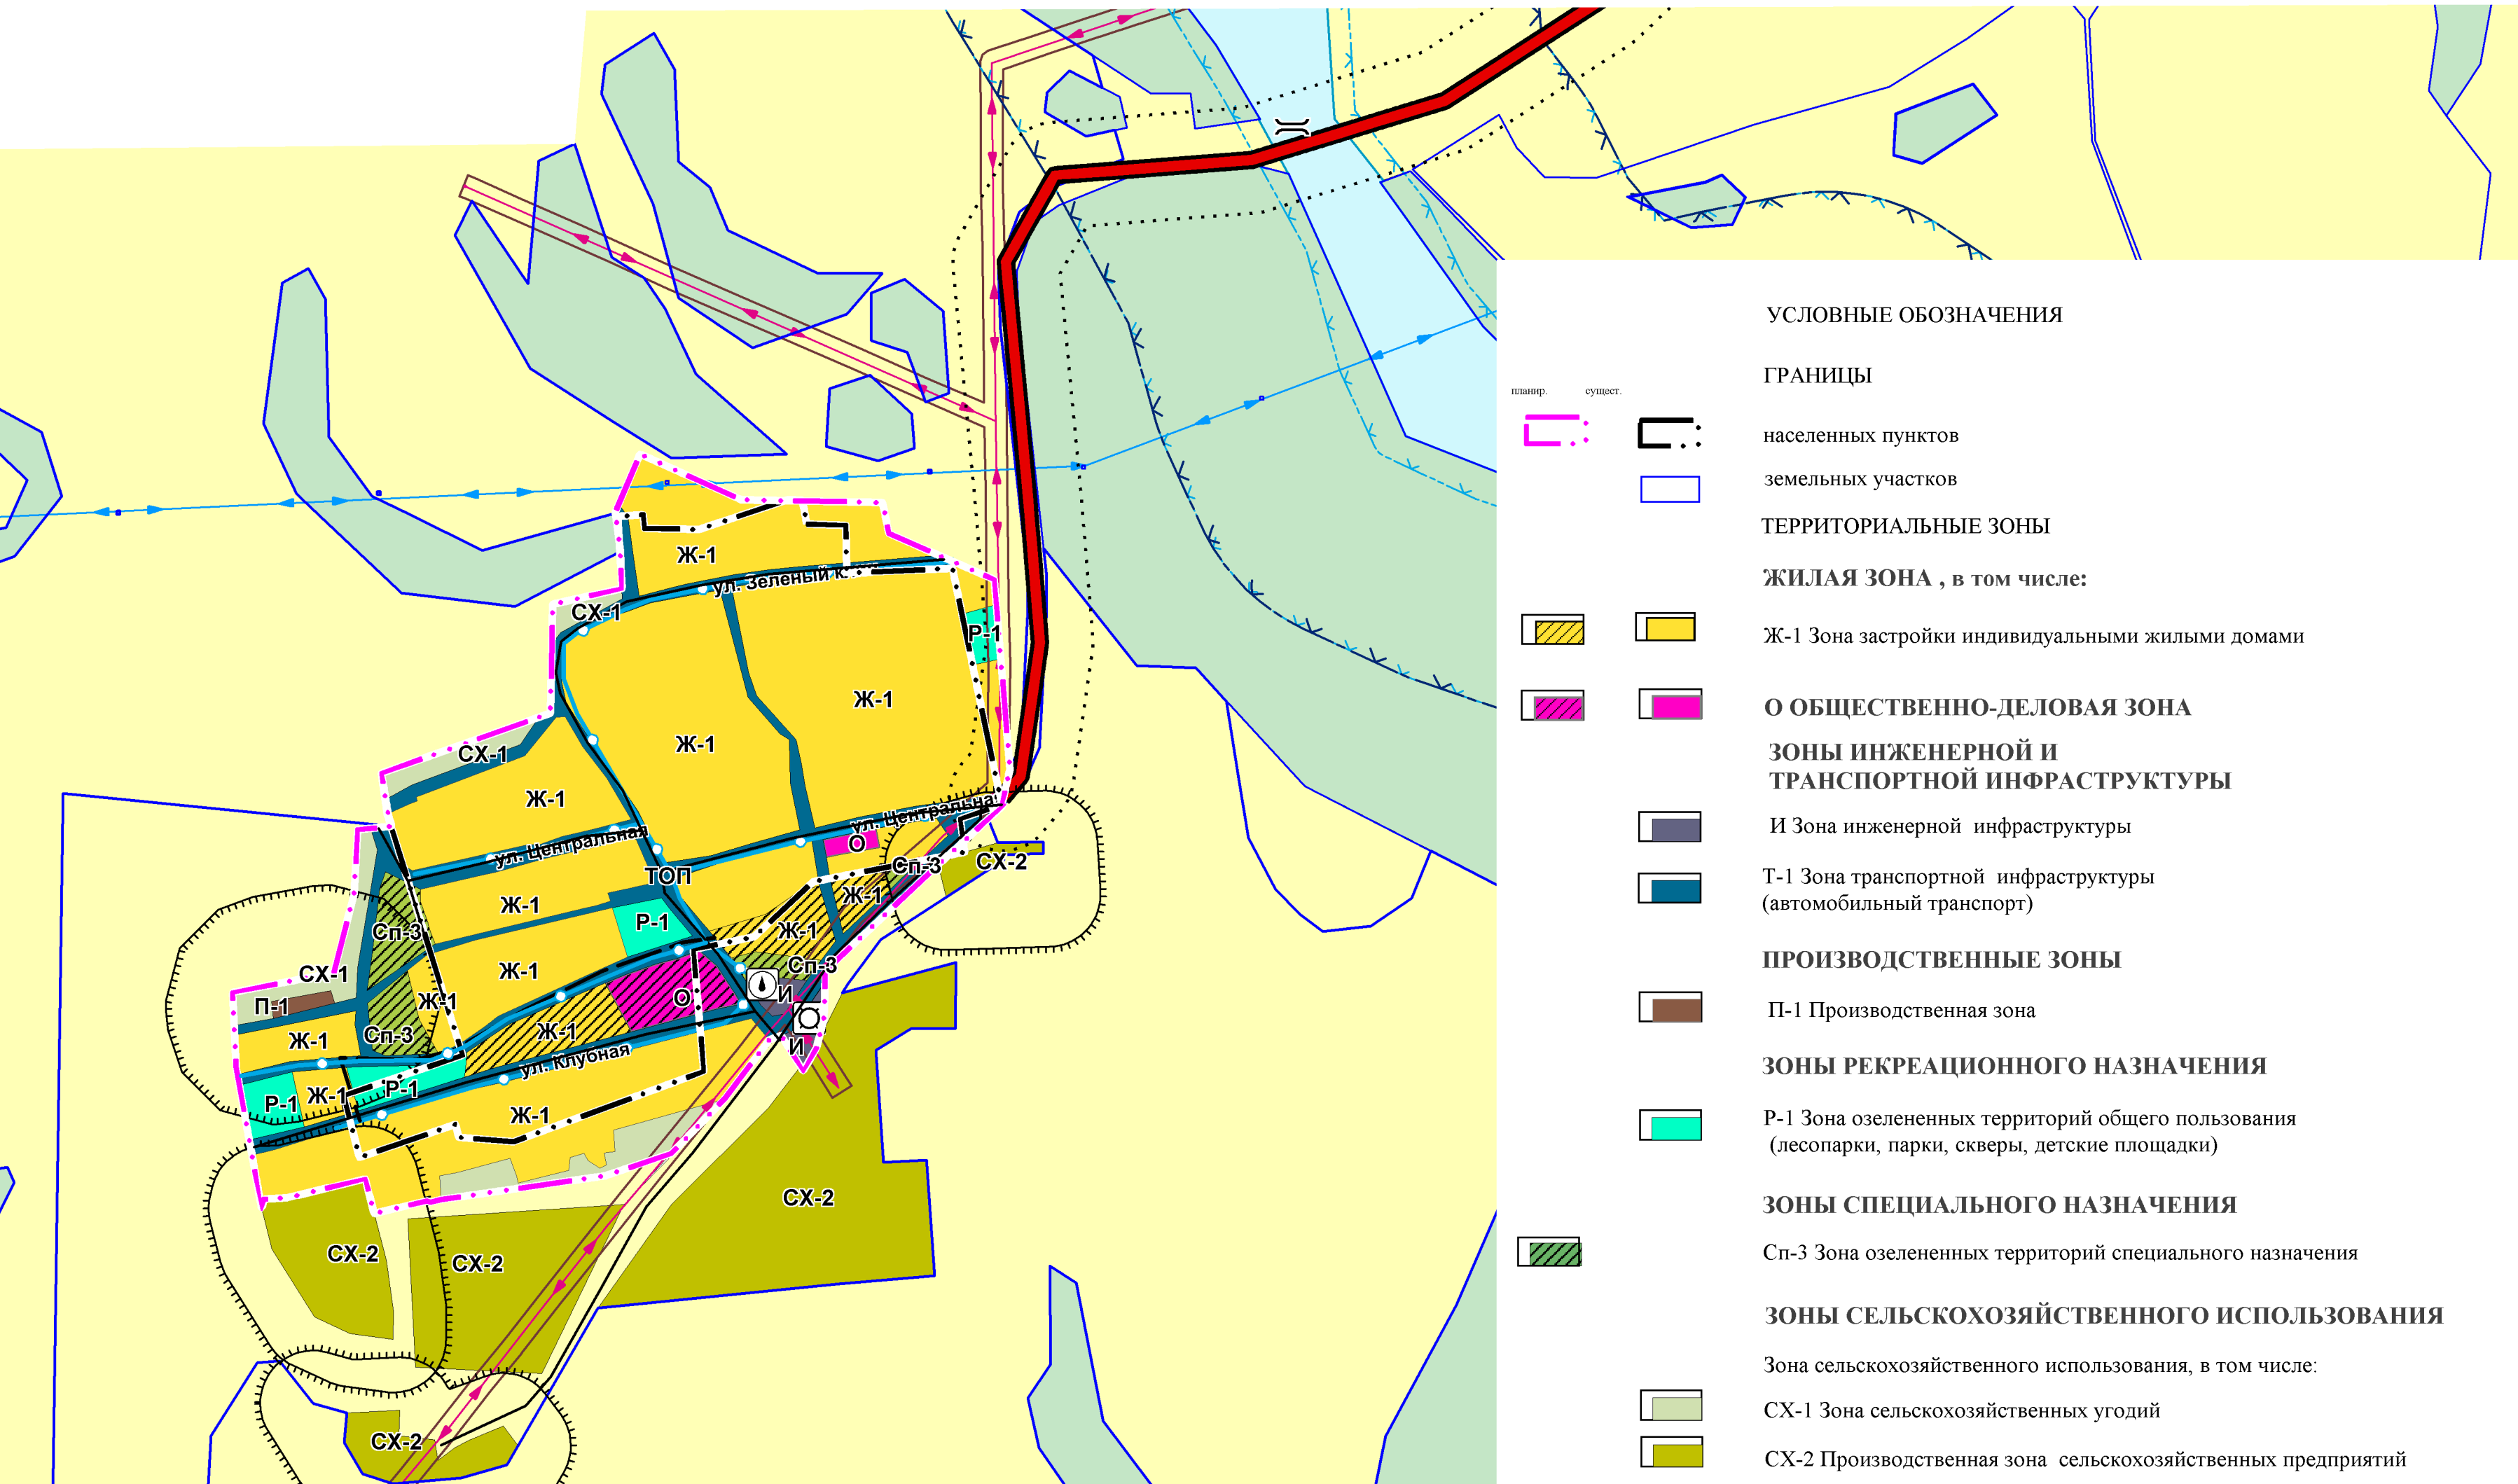 Ж-1
ул. Зеленый к
СХ-1
Р-1
Ж-1
Ж-1
СХ-1
Ж-1
ул. Центральная
ул. Центральна
О
Сп-3
СХ-2
ТОП
Ж-1
Ж-1
Р-1
Ж-1
Сп-3
Сп-3
СХ-1
Ж-1
И
О
Ж-1
П-1
Сп-3
Ж-1
Ж-1
И
ул. Клубная
Р-1
Ж-1
Р-1
Ж-1
СХ-2
СХ-2
СХ-2
СХ-2
УСЛОВНЫЕ ОБОЗНАЧЕНИЯ
ГРАНИЦЫ
планир. сущест.
населенных пунктов
земельных участков
ТЕРРИТОРИАЛЬНЫЕ ЗОНЫ
ЖИЛАЯ ЗОНА , в том числе:
Ж-1 Зона застройки индивидуальными жилыми домами
О ОБЩЕСТВЕННО-ДЕЛОВАЯ ЗОНА
ЗОНЫ ИНЖЕНЕРНОЙ И
ТРАНСПОРТНОЙ ИНФРАСТРУКТУРЫ
И Зона инженерной инфраструктуры
Т-1 Зона транспортной инфраструктуры
(автомобильный транспорт)
ПРОИЗВОДСТВЕННЫЕ ЗОНЫ
П-1 Производственная зона
ЗОНЫ РЕКРЕАЦИОННОГО НАЗНАЧЕНИЯ
Р-1 Зона озелененных территорий общего пользования
(лесопарки, парки, скверы, детские площадки)
ЗОНЫ СПЕЦИАЛЬНОГО НАЗНАЧЕНИЯ
Сп-3 Зона озелененных территорий специального назначения
ЗОНЫ СЕЛЬСКОХОЗЯЙСТВЕННОГО ИСПОЛЬЗОВАНИЯ
Зона сельскохозяйственного использования, в том числе:
СХ-1 Зона сельскохозяйственных угодий
СХ-2 Производственная зона сельскохозяйственных предприятий